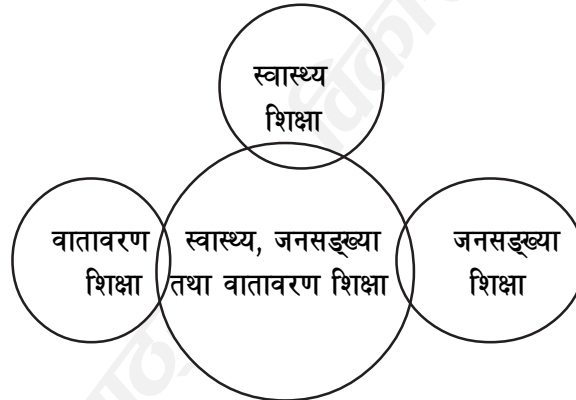 स्वास्थ्य
शिक्षा
वातावरण
शिक्षा
स्वास्थ्य, जनसङ्ख्या
तथा वातावरण शिक्षा
जनसङ्ख्या
शिक्षा